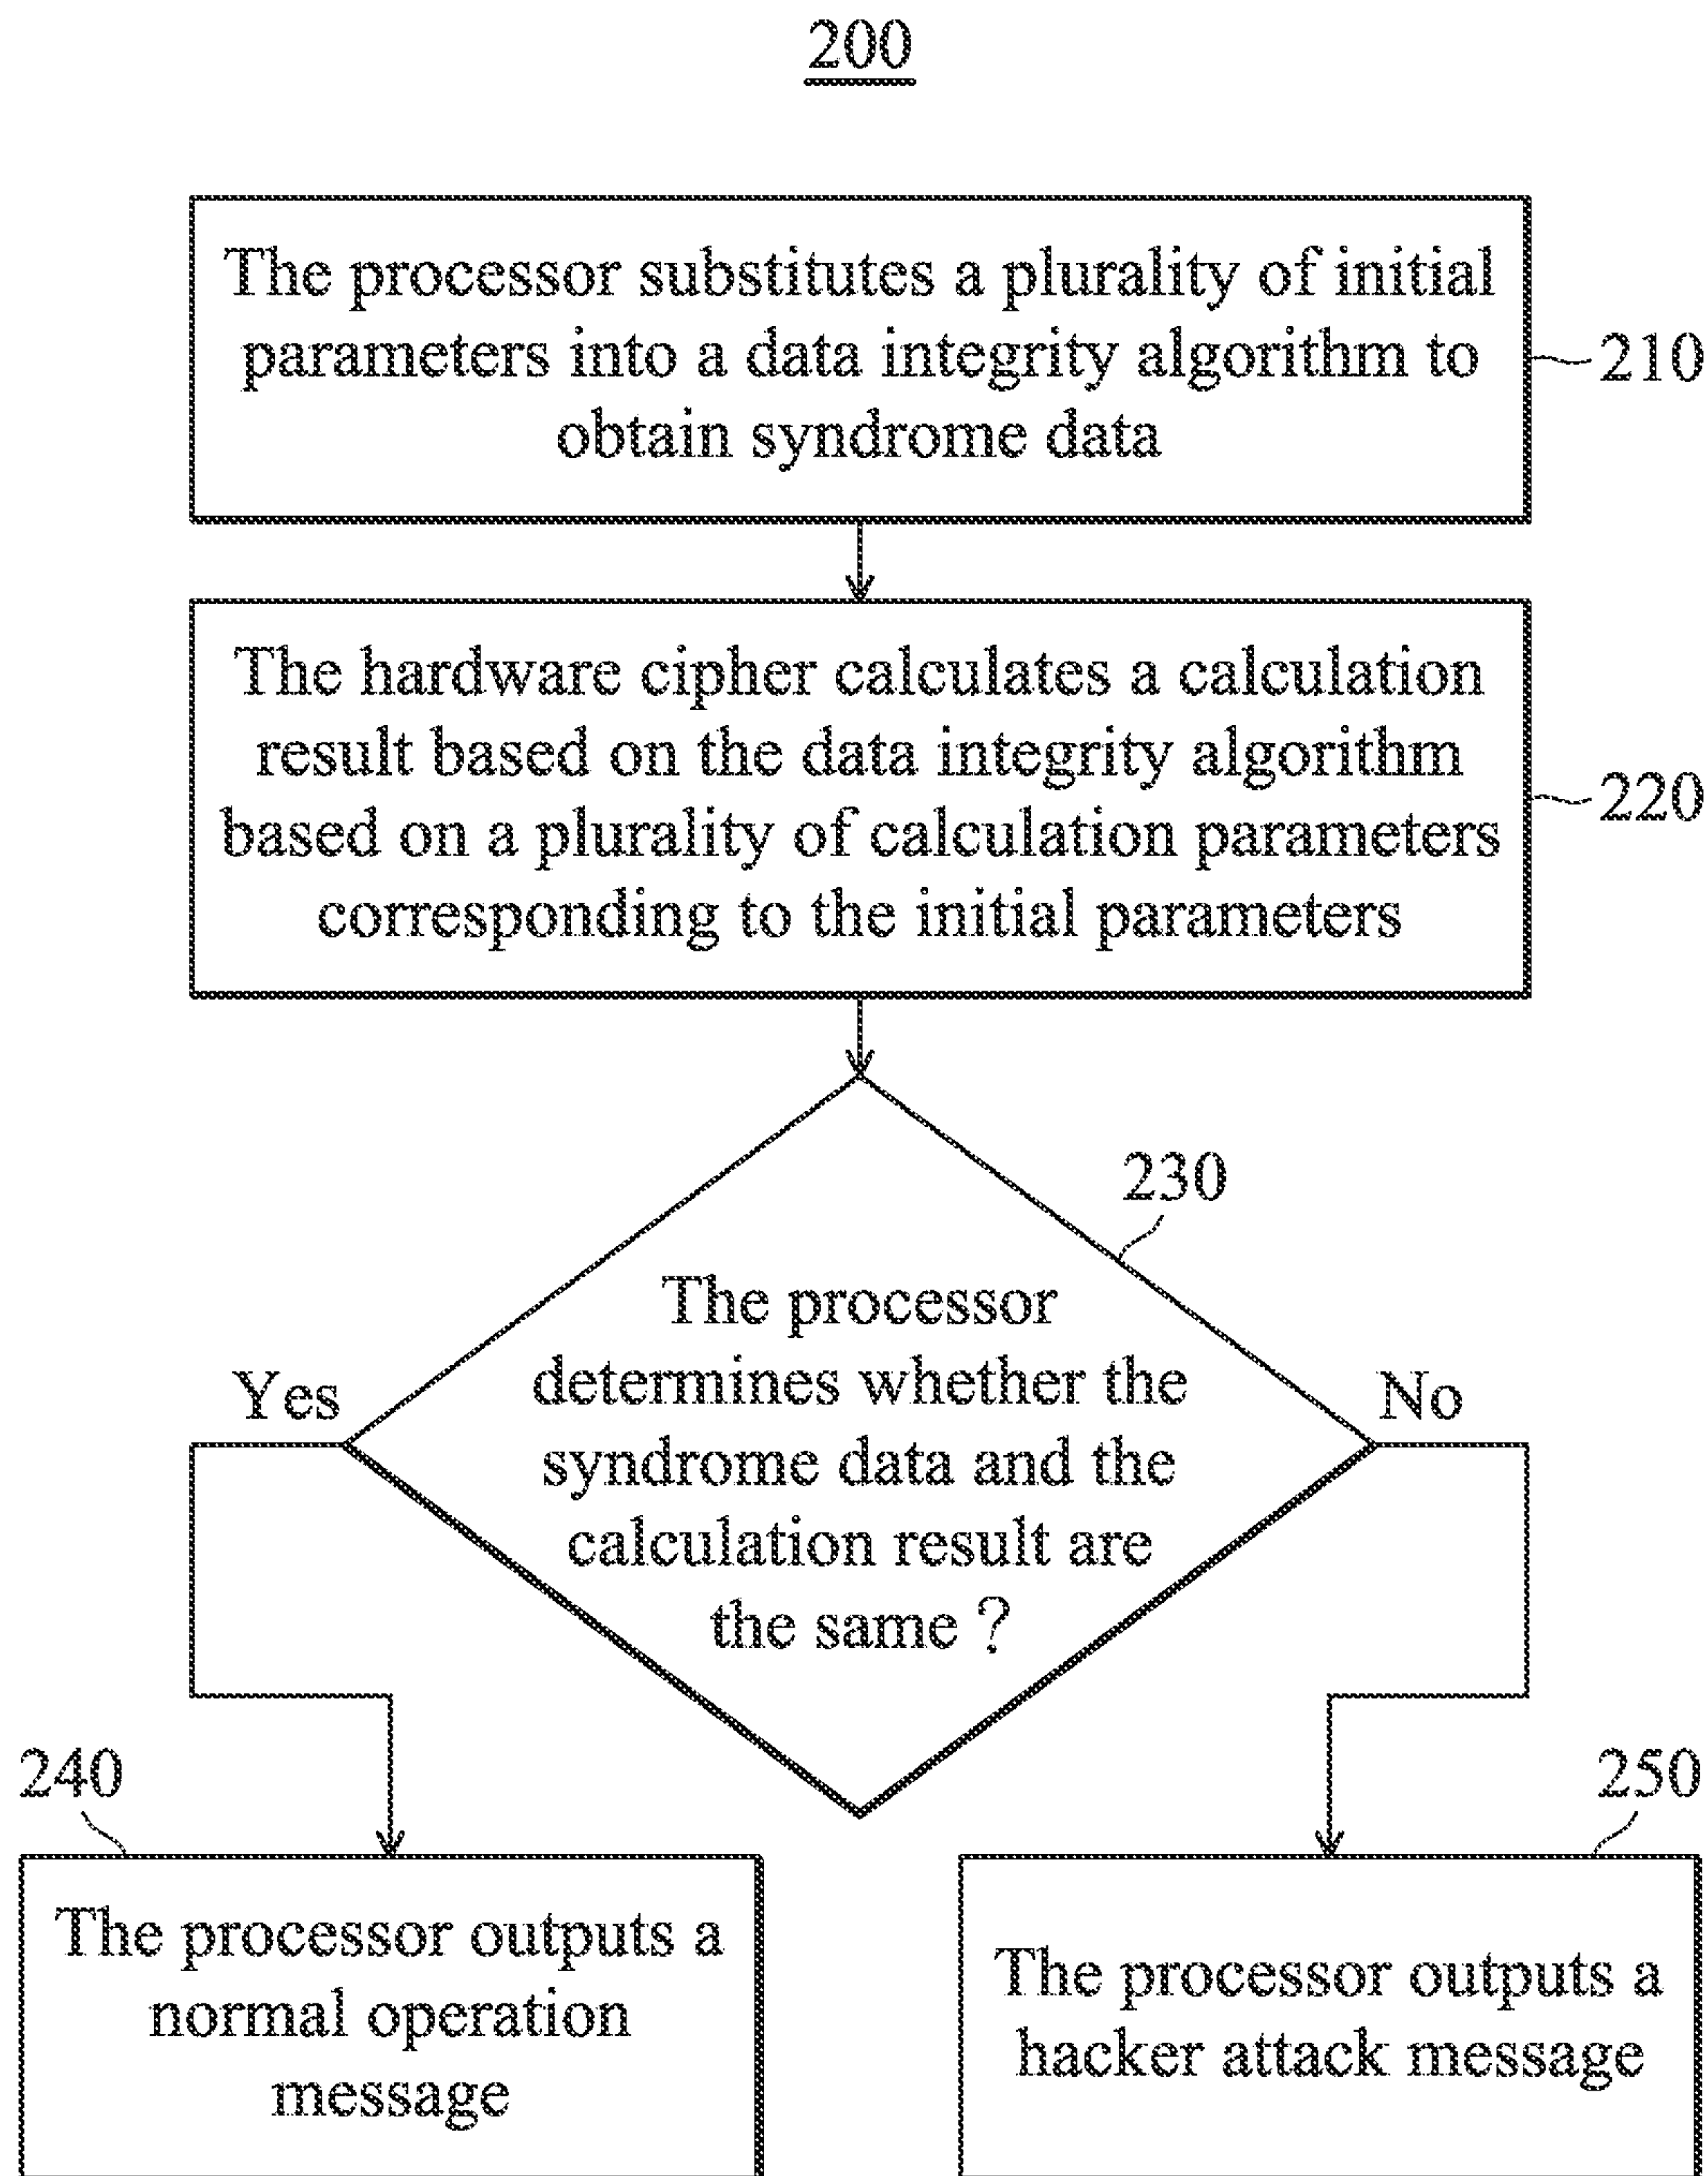 200
The processor substitutes a plurality of initial
parameters into a data integrity algorithm to
obtain syndrome data
210
The hardware cipher calculates a calculation
result based on the data integrity algorithm
based on a plurality of calculation parameters
corresponding to the initial parameters
220
230
The processor
determines whether the
syndrome data and the
calculation result are
the same ?
Yes
No
240
The processor outputs a
normal operation
message
250
The processor outputs a
hacker attack message